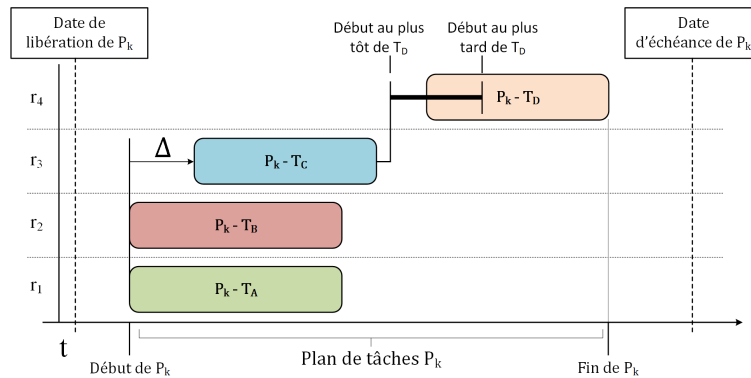 Date de
libération de Pk
Début au plus
tôt de TD
Début au plus
tard de TD
Date
d'échéance de Pk
r4
Pk - TD
r3
Δ
Pk - TC
r2
Pk - TB
r1
Pk - TA
t
Début de Pk
Plan de tâches Pk
Fin de Pk